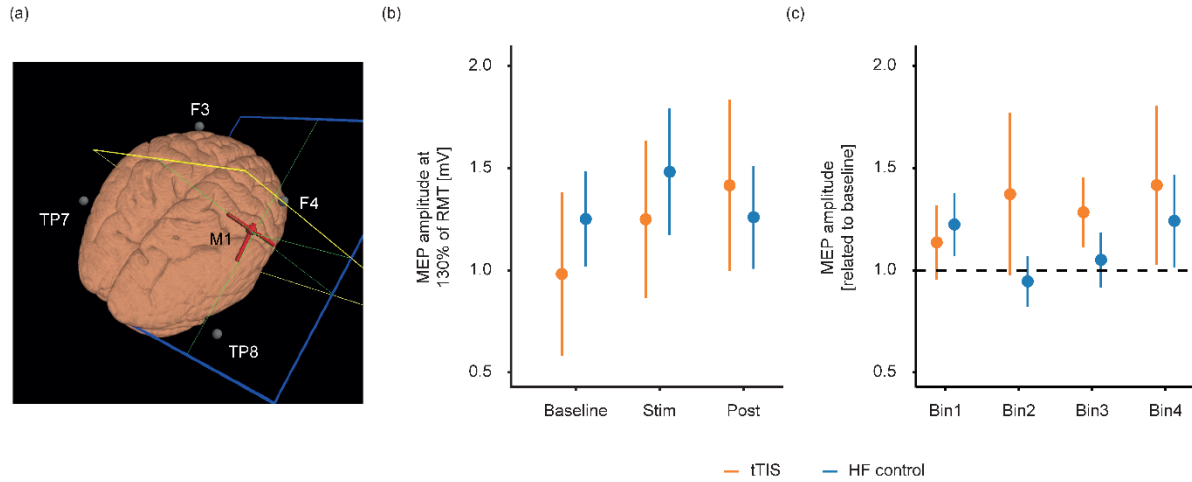 (a)
F3
TP7
F4
M1
TP8
(b)
MEP amplitude at
130% of RMT [mV]
2.0
1.5
1.0
0.5
Baseline Stim Post
(c)
MEP amplitude
[related to baseline]
2.0
1.5
1.0
0.5
Bin1 Bin2 Bin3 Bin4
tTIS HF control